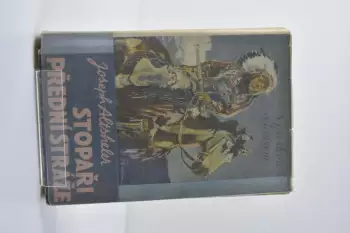 Joseph Altsheler
STOPAŘI
PŘEDNÍ STRÁŽE